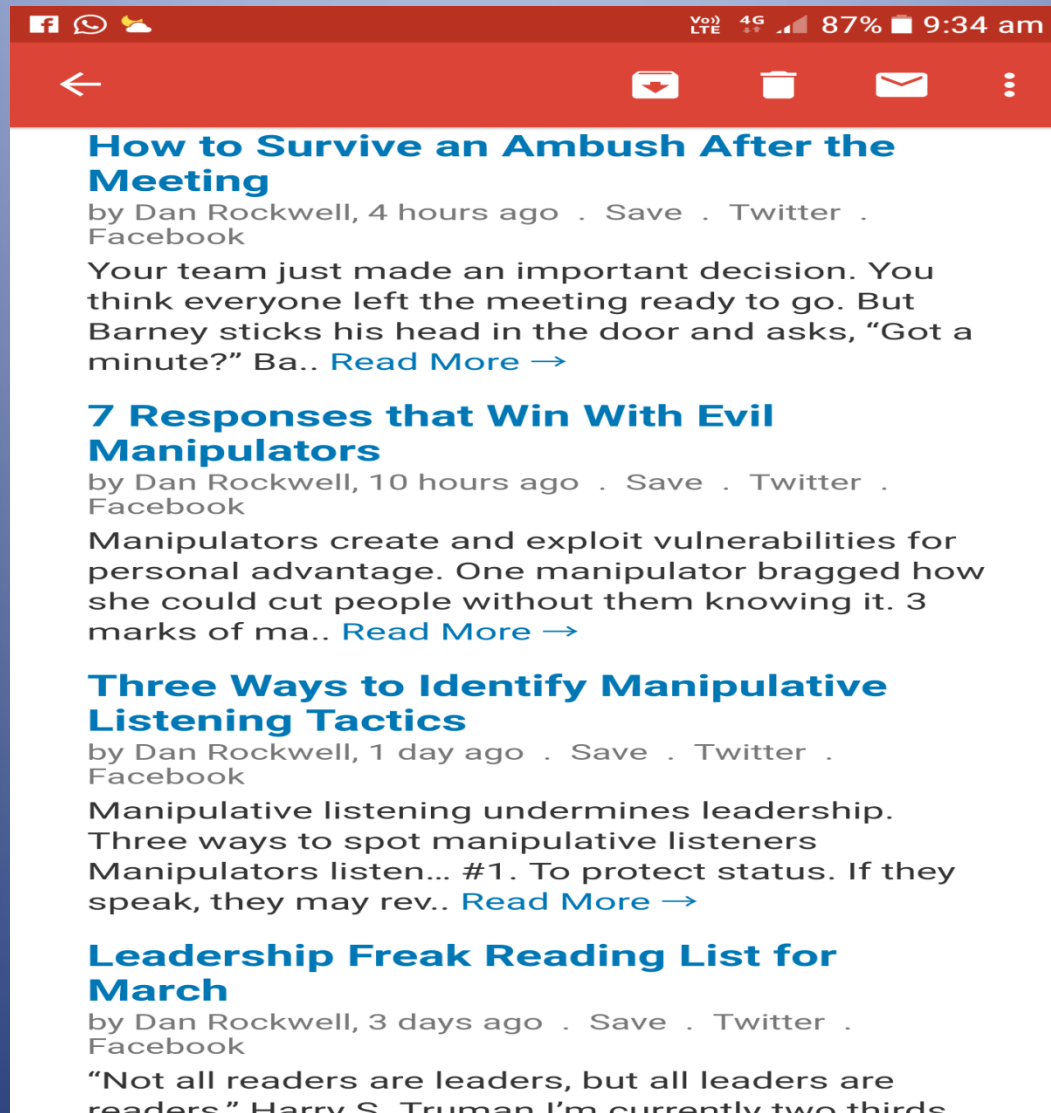 Vo)) LTE 4G 87% 9:34 am
How to Survive an Ambush After the
Meeting
by Dan Rockwell, 4 hours ago . Save . Twitter .
Facebook
Your team just made an important decision. You
think everyone left the meeting ready to go. But
Barney sticks his head in the door and asks, “Got a
minute?” Ba.. Read More →
7 Responses that Win With Evil
Manipulators
by Dan Rockwell, 10 hours ago . Save . Twitter .
Facebook
Manipulators create and exploit vulnerabilities for
personal advantage. One manipulator bragged how
she could cut people without them knowing it. 3
marks of ma.. Read More →
Three Ways to Identify Manipulative
Listening Tactics
by Dan Rockwell, 1 day ago . Save . Twitter .
Facebook
Manipulative listening undermines leadership.
Three ways to spot manipulative listeners
Manipulators listen... #1. To protect status. If they
speak, they may rev.. Read More →
Leadership Freak Reading List for
March
by Dan Rockwell, 3 days ago . Save . Twitter .
Facebook
“Not all readers are leaders, but all leaders are
readers.” Harry S. Truman I’m currently two thirds